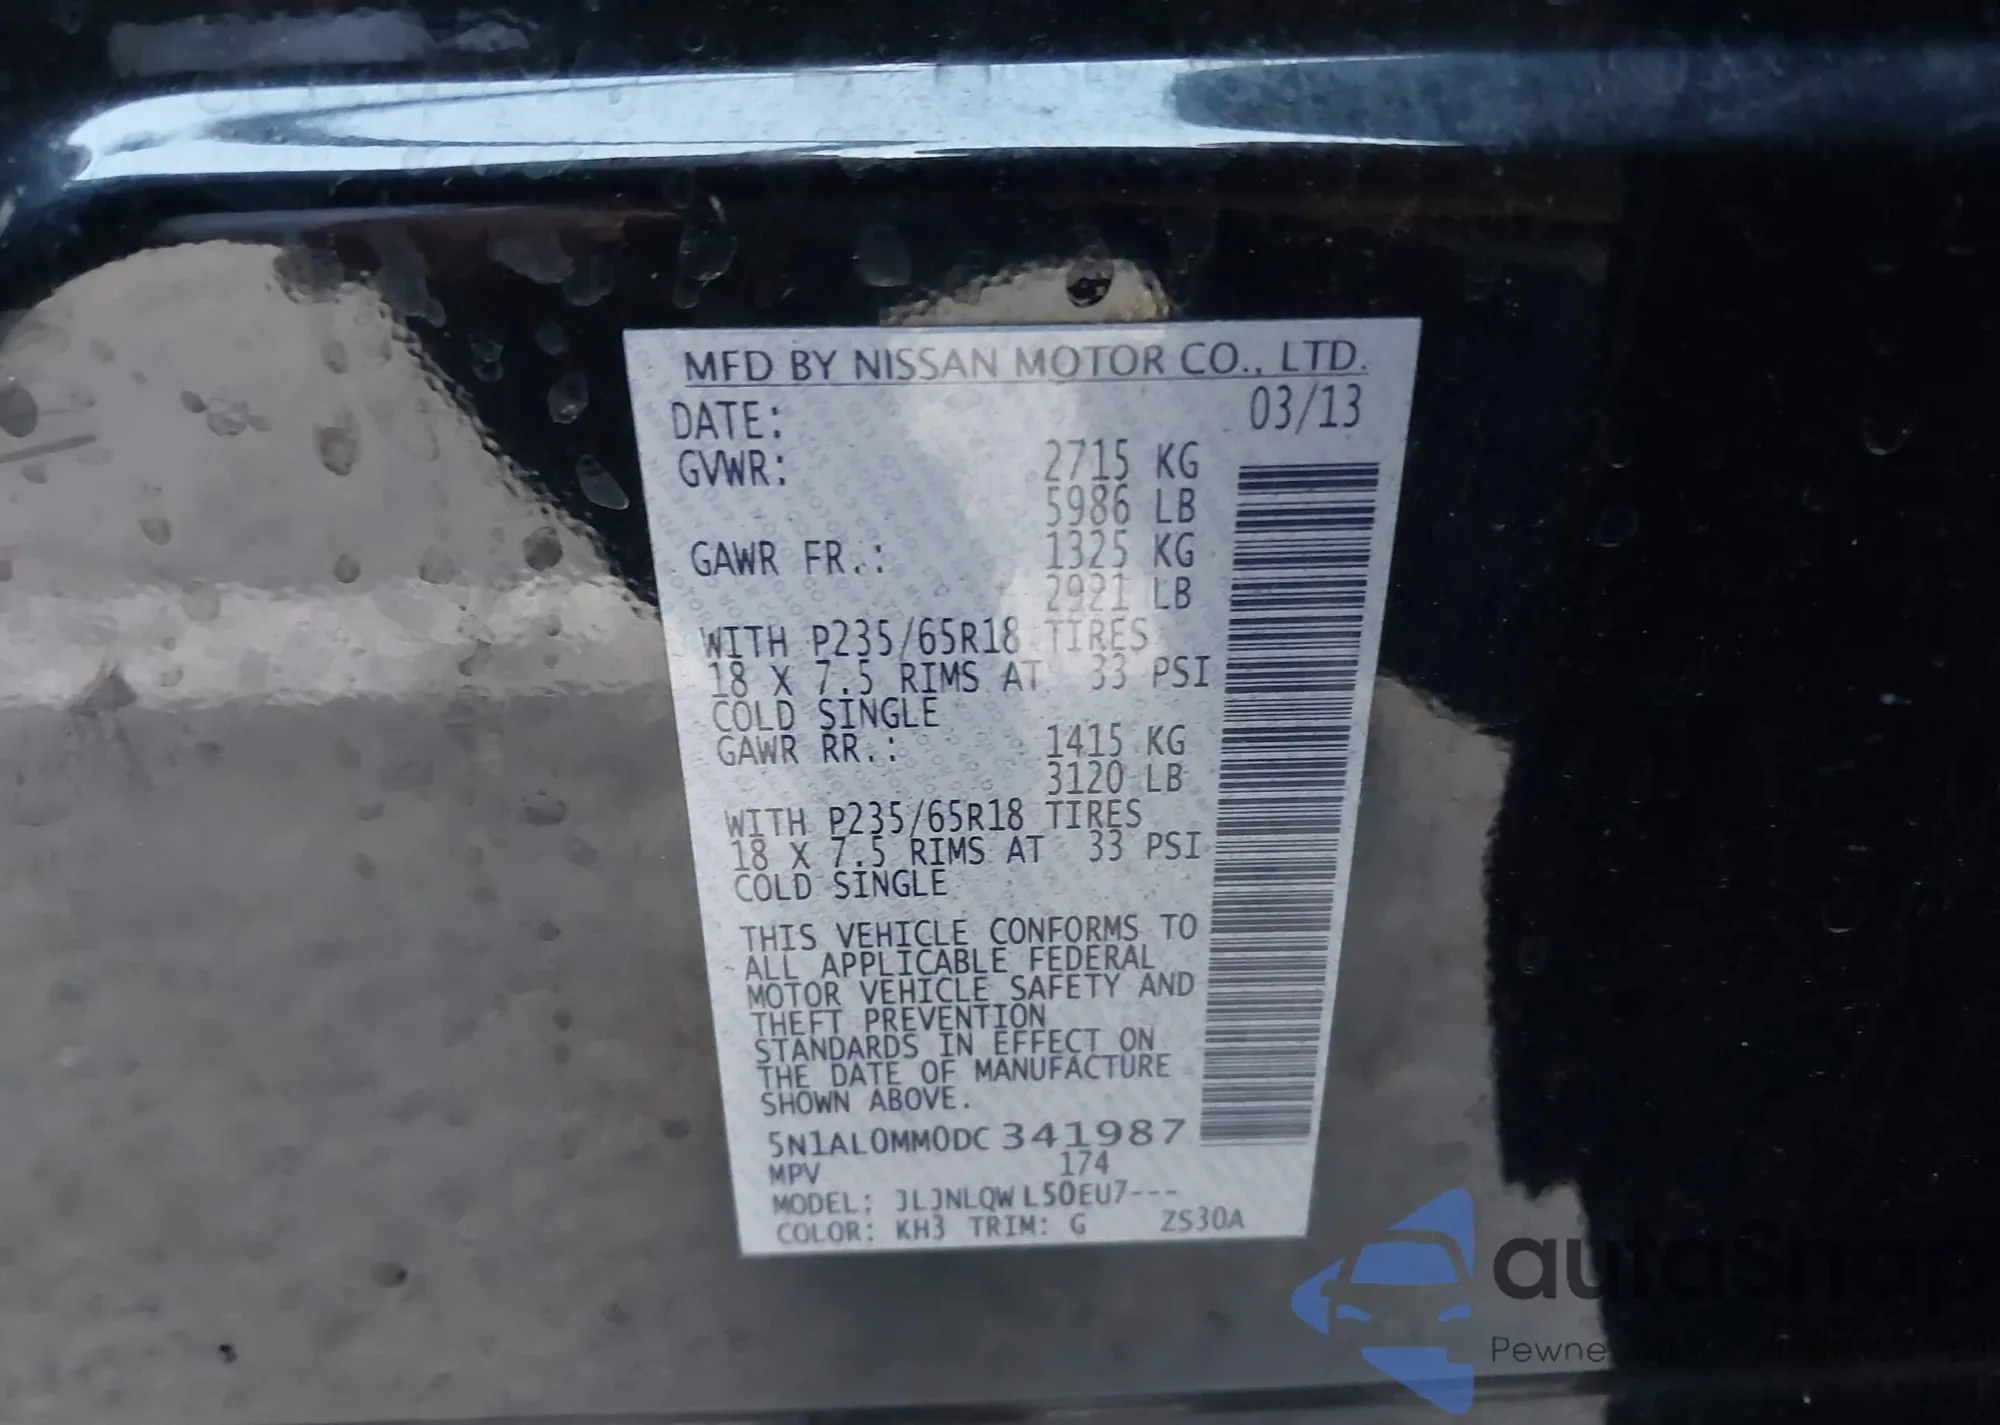 MFD BY NISSAN MOTOR CO., LTD.
DATE: 03/13
GVWR: 2715 KG
5986 LB
GAWR FR.: 1325 KG
2921 LB
WITH P235/65R18 TIRES
18 X 7.5 RIMS AT 33 PSI
COLD SINGLE
GAWR RR.: 1415 KG
3120 LB
WITH P235/65R18 TIRES
18 X 7.5 RIMS AT 33 PSI
COLD SINGLE
THIS VEHICLE CONFORMS TO
ALL APPLICABLE FEDERAL
MOTOR VEHICLE SAFETY AND
THEFT PREVENTION
STANDARDS IN EFFECT ON
THE DATE OF MANUFACTURE
SHOWN ABOVE.
5N1AL0MM0DC 341987
MPV 174
MODEL: JLJNLQW L50EU7---
COLOR: KH3 TRIM: G ZS30A
autaShop
Pewne